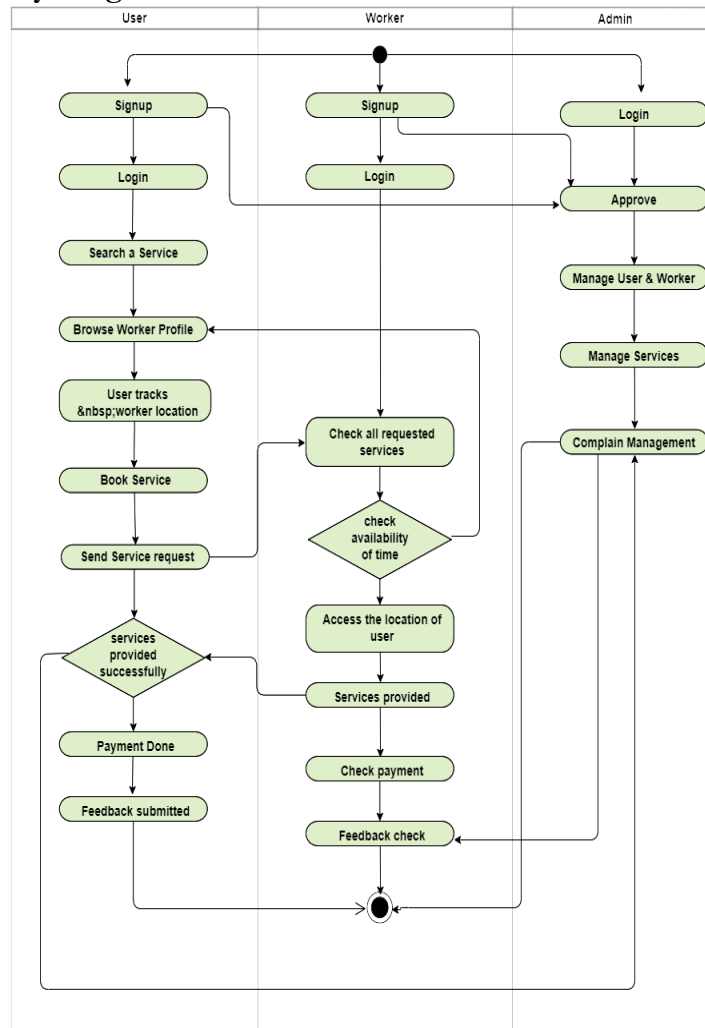 User
Worker
Admin
Signup
Login
Search a Service
Browse Worker Profile
User tracks
&nbsp;worker location
Book Service
Send Service request
services
provided
successfully
Payment Done
Feedback submitted
Signup
Login
Check all requested
services
check
availability
of time
Access the location of
user
Services provided
Check payment
Feedback check
Login
Approve
Manage User & Worker
Manage Services
Complain Management